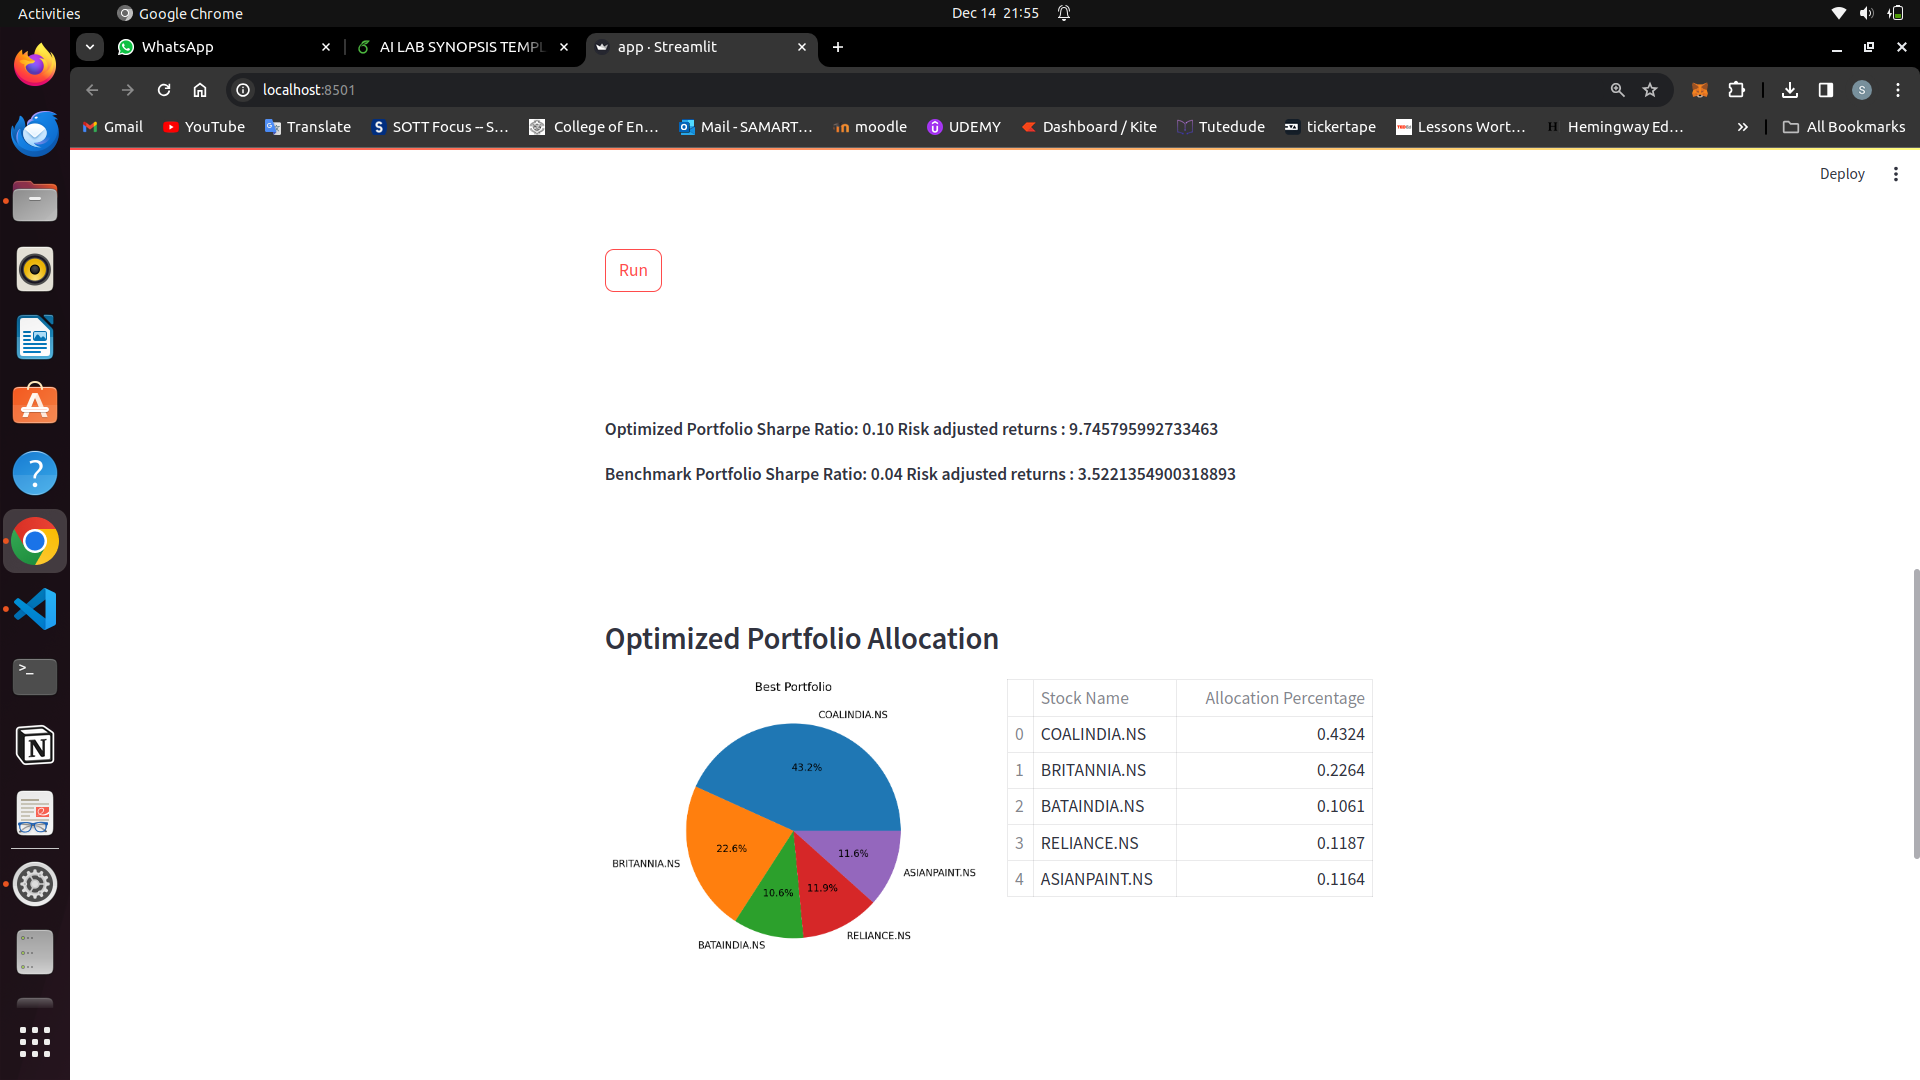 Activities
Google Chrome
Dec 14 21:55
WhatsApp
AI LAB SYNOPSIS TEMPL
app · Streamlit
localhost:8501
Gmail
YouTube
Translate
SOTT Focus -- S...
College of En...
Mail - SAMART...
moodle
UDEMY
Dashboard / Kite
Tutedude
tickertape
Lessons Wort...
Hemingway Ed...
All Bookmarks
Deploy
Run
Optimized Portfolio Sharpe Ratio: 0.10 Risk adjusted returns : 9.745795992733463
Benchmark Portfolio Sharpe Ratio: 0.04 Risk adjusted returns : 3.5221354900318893
Optimized Portfolio Allocation
Best Portfolio
COALINDIA.NS
43.2%
22.6%
BRITANNIA.NS
10.6%
BATAINDIA.NS
11.9%
RELIANCE.NS
11.6%
ASIANPAINT.NS
Stock Name Allocation Percentage
0 COALINDIA.NS 0.4324
1 BRITANNIA.NS 0.2264
2 BATAINDIA.NS 0.1061
3 RELIANCE.NS 0.1187
4 ASIANPAINT.NS 0.1164